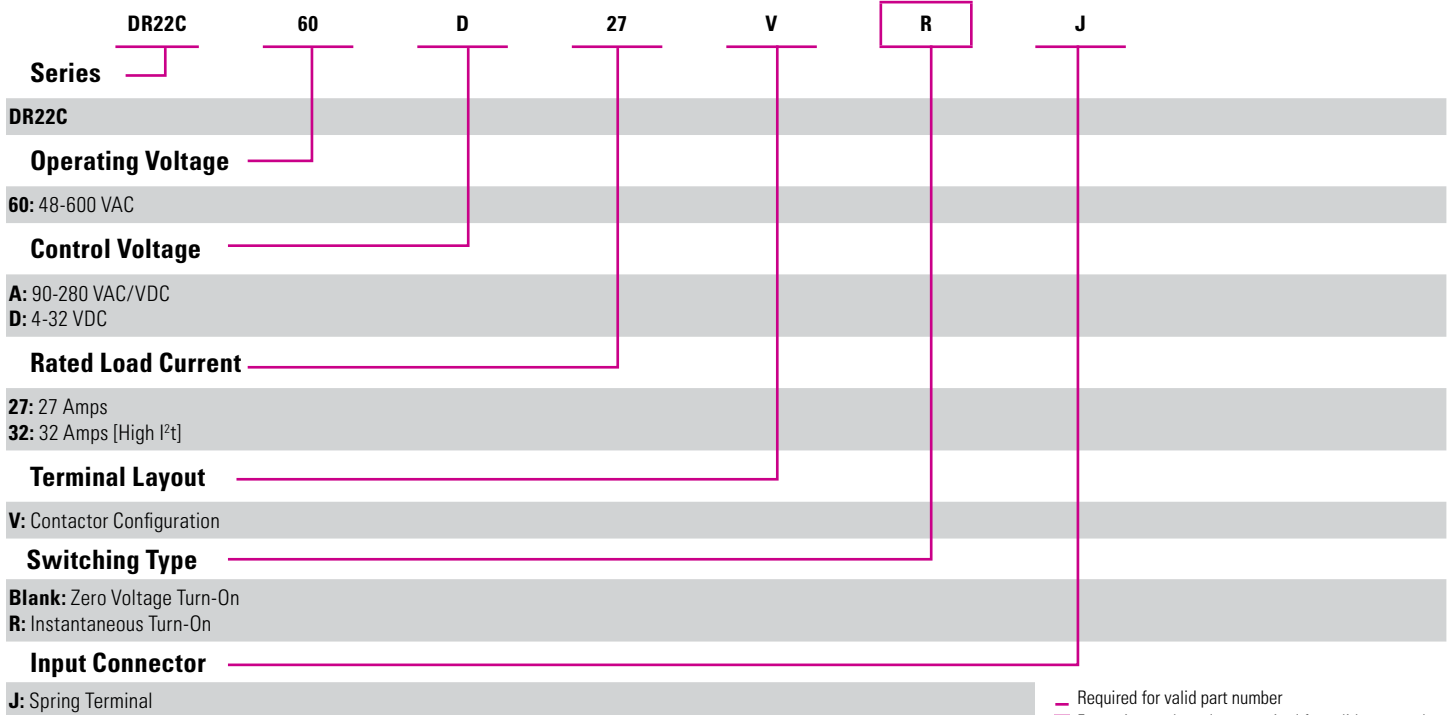 DR22C 60 D 27 V R J
Series
DR22C
Operating Voltage
60: 48-600 VAC
Control Voltage
A: 90-280 VAC/VDC
D: 4-32 VDC
Rated Load Current
27: 27 Amps
32: 32 Amps [High I²t]
Terminal Layout
V: Contactor Configuration
Switching Type
Blank: Zero Voltage Turn-On
R: Instantaneous Turn-On
Input Connector
J: Spring Terminal
Required for valid part number